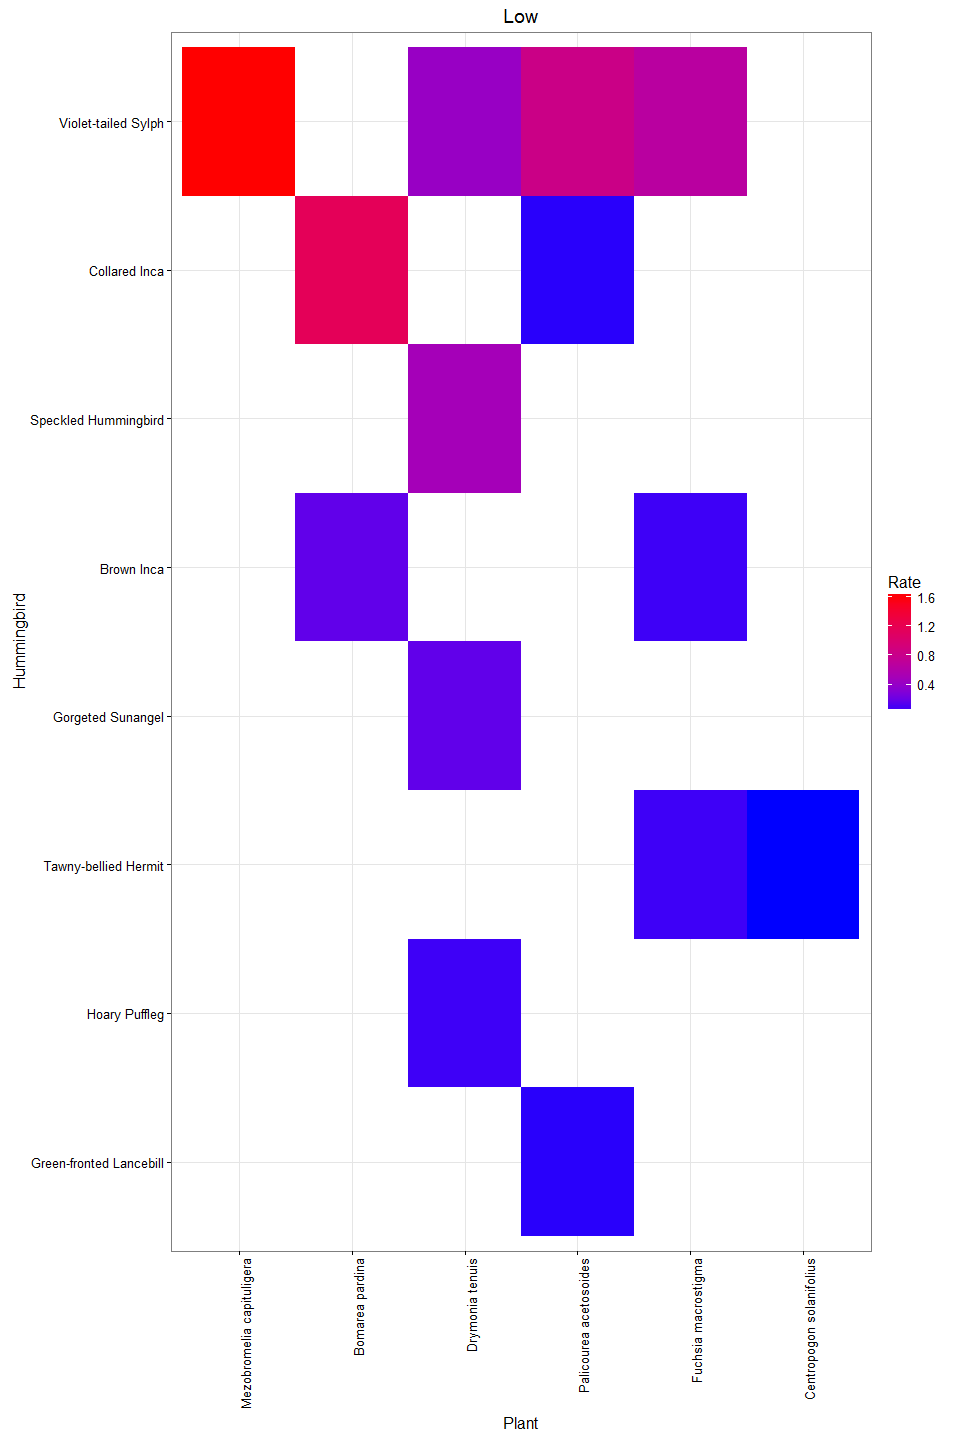 Low
Violet-tailed Sylph
Collared Inca
Speckled Hummingbird
Brown Inca
Gorgeted Sunangel
Tawny-bellied Hermit
Hoary Puffleg
Green-fronted Lancebill
Hummingbird
Mezobromelia capituligera
Bomarea pardina
Drymonia tenuis
Palicourea acetosoides
Fuchsia macrostigma
Centropogon solanifolius
Plant
Rate
1.6
1.2
0.8
0.4